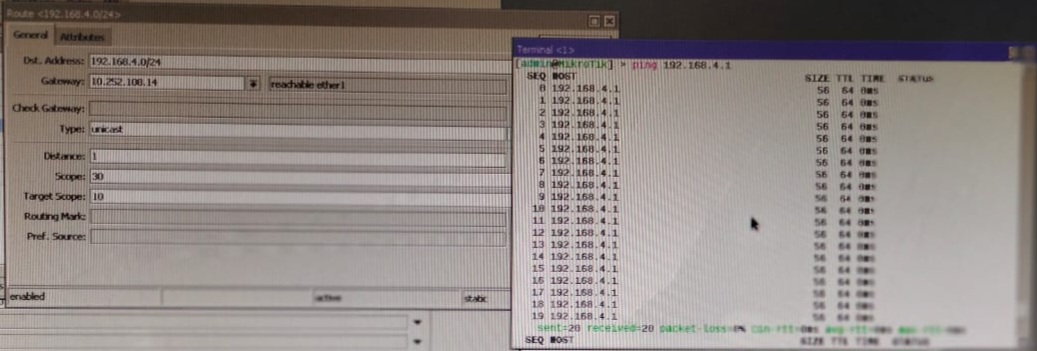 Route <192.168.4.0/24>
General Attributes
Dst. Address: 192.168.4.0/24
Gateway: 10.252.108.14 reachable ether1
Check Gateway:
Type: unicast
Distance: 1
Scope: 30
Target Scope: 10
Routing Mark:
Pref. Source:
enabled active static
Terminal <1>
[admin@MikroTik] > ping 192.168.4.1
SEQ HOST SIZE TTL TIME STATUS
0 192.168.4.1 56 64 0ms
1 192.168.4.1 56 64 0ms
2 192.168.4.1 56 64 0ms
3 192.168.4.1 56 64 0ms
4 192.168.4.1 56 64 0ms
5 192.168.4.1 56 64 0ms
6 192.168.4.1 56 64 0ms
7 192.168.4.1 56 64 0ms
8 192.168.4.1 56 64 0ms
9 192.168.4.1 56 64 0ms
10 192.168.4.1 56 64 0ms
11 192.168.4.1 56 64 0ms
12 192.168.4.1 56 64 0ms
13 192.168.4.1 56 64 0ms
14 192.168.4.1 56 64 0ms
15 192.168.4.1 56 64 0ms
16 192.168.4.1 56 64 0ms
17 192.168.4.1 56 64 0ms
18 192.168.4.1 56 64 0ms
19 192.168.4.1 56 64 0ms
sent=20 received=20 packet-loss=0% min-rtt=0ms avg-rtt=0ms
SEQ HOST SIZE TTL TIME STATUS